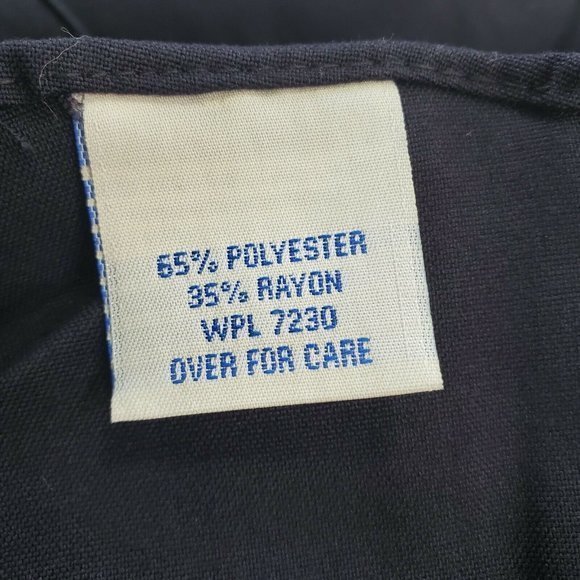 65% POLYESTER
35% RAYON
WPL 7230
OVER FOR CARE